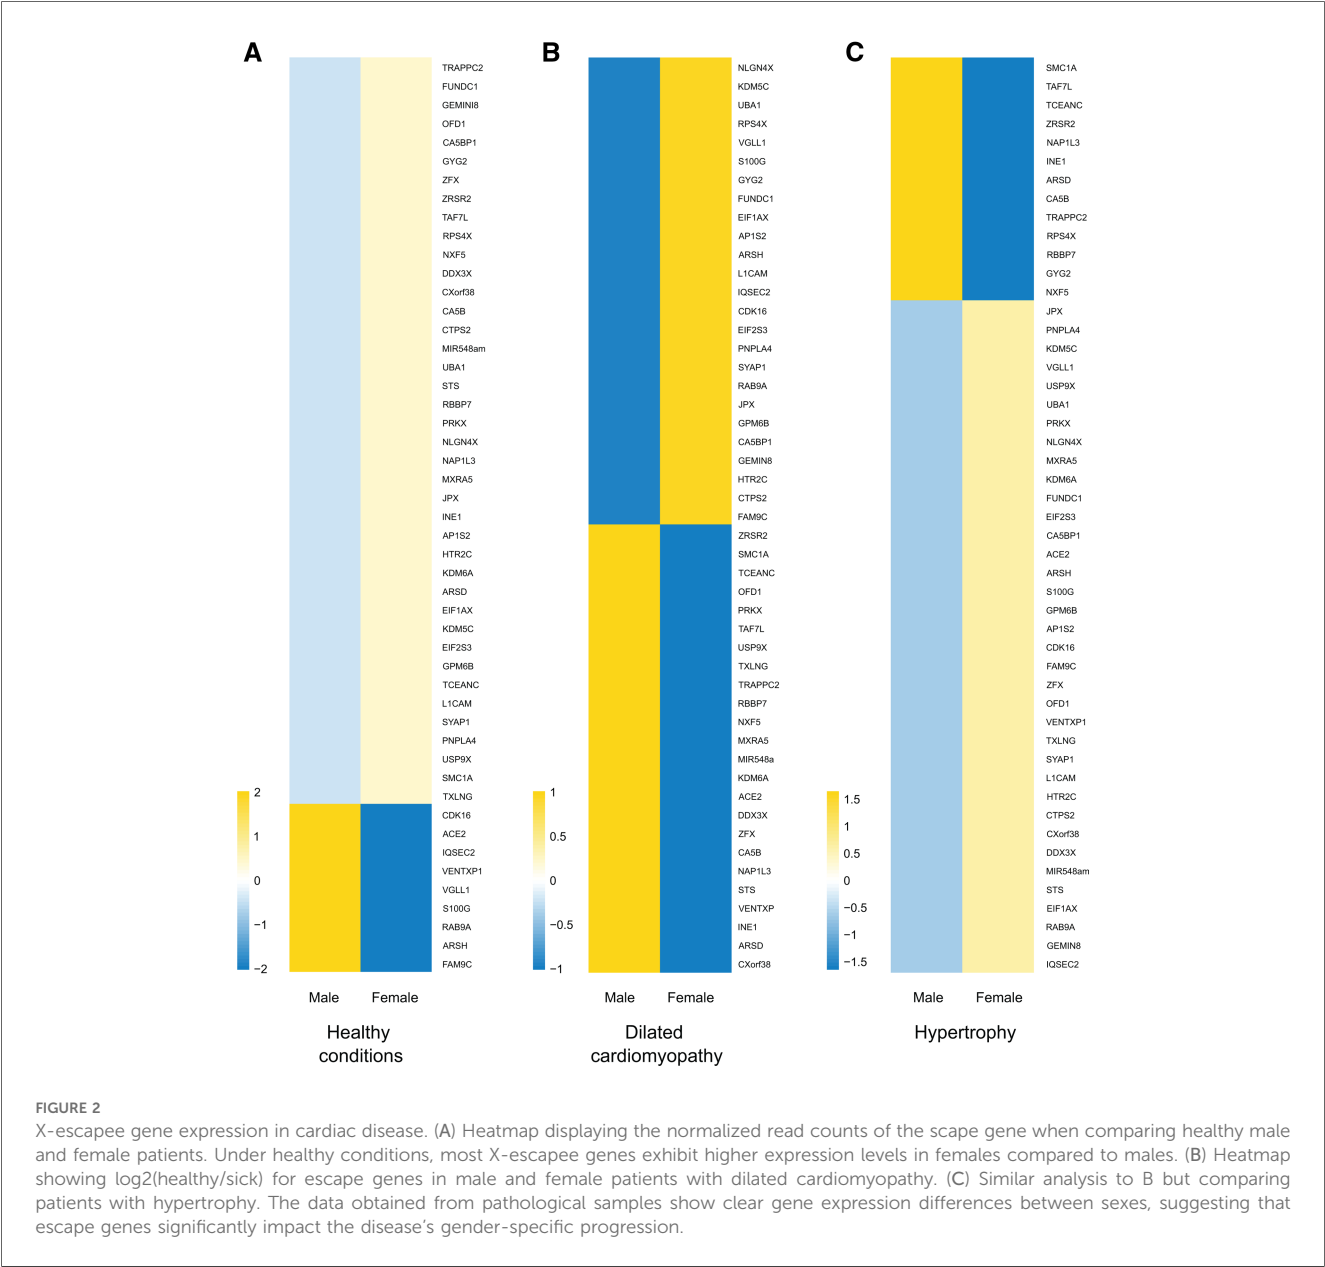 A
TRAPPC2
FUNDC1
GEMINI8
OFD1
CA5BP1
GYG2
ZFX
ZRSR2
TAF7L
RPS4X
NXF5
DDX3X
CXorf38
CA5B
CTPS2
MIR548am
UBA1
STS
RBBP7
PRKX
NLGN4X
NAP1L3
MXRA5
JPX
INE1
AP1S2
HTR2C
KDM6A
ARSD
EIF1AX
KDM5C
EIF2S3
GPM6B
TCEANC
L1CAM
SYAP1
PNPLA4
USP9X
SMC1A
TXLNG
CDK16
ACE2
IQSEC2
VENTXP1
VGLL1
S100G
RAB9A
ARSH
FAM9C
2
1
0
−1
−2
Male Female
Healthy
conditions
B
NLGN4X
KDM5C
UBA1
RPS4X
VGLL1
S100G
GYG2
FUNDC1
EIF1AX
AP1S2
ARSH
L1CAM
IQSEC2
CDK16
EIF2S3
PNPLA4
SYAP1
RAB9A
JPX
GPM6B
CA5BP1
GEMIN8
HTR2C
CTPS2
FAM9C
ZRSR2
SMC1A
TCEANC
OFD1
PRKX
TAF7L
USP9X
TXLNG
TRAPPC2
RBBP7
NXF5
MXRA5
MIR548a
KDM6A
ACE2
DDX3X
ZFX
CA5B
NAP1L3
STS
VENTXP
INE1
ARSD
CXorf38
1
0.5
0
−0.5
−1
Male Female
Dilated
cardiomyopathy
C
SMC1A
TAF7L
TCEANC
ZRSR2
NAP1L3
INE1
ARSD
CA5B
TRAPPC2
RPS4X
RBBP7
GYG2
NXF5
JPX
PNPLA4
KDM5C
VGLL1
USP9X
UBA1
PRKX
NLGN4X
MXRA5
KDM6A
FUNDC1
EIF2S3
CA5BP1
ACE2
ARSH
S100G
GPM6B
AP1S2
CDK16
FAM9C
ZFX
OFD1
VENTXP1
TXLNG
SYAP1
L1CAM
HTR2C
CTPS2
CXorf38
DDX3X
MIR548am
STS
EIF1AX
RAB9A
GEMIN8
IQSEC2
1.5
1
0.5
0
−0.5
−1
−1.5
Male Female
Hypertrophy
FIGURE 2
X-escapee gene expression in cardiac disease. (A) Heatmap displaying the normalized read counts of the scape gene when comparing healthy male
and female patients. Under healthy conditions, most X-escapee genes exhibit higher expression levels in females compared to males. (B) Heatmap
showing log2(healthy/sick) for escape genes in male and female patients with dilated cardiomyopathy. (C) Similar analysis to B but comparing
patients with hypertrophy. The data obtained from pathological samples show clear gene expression differences between sexes, suggesting that
escape genes significantly impact the disease's gender-specific progression.